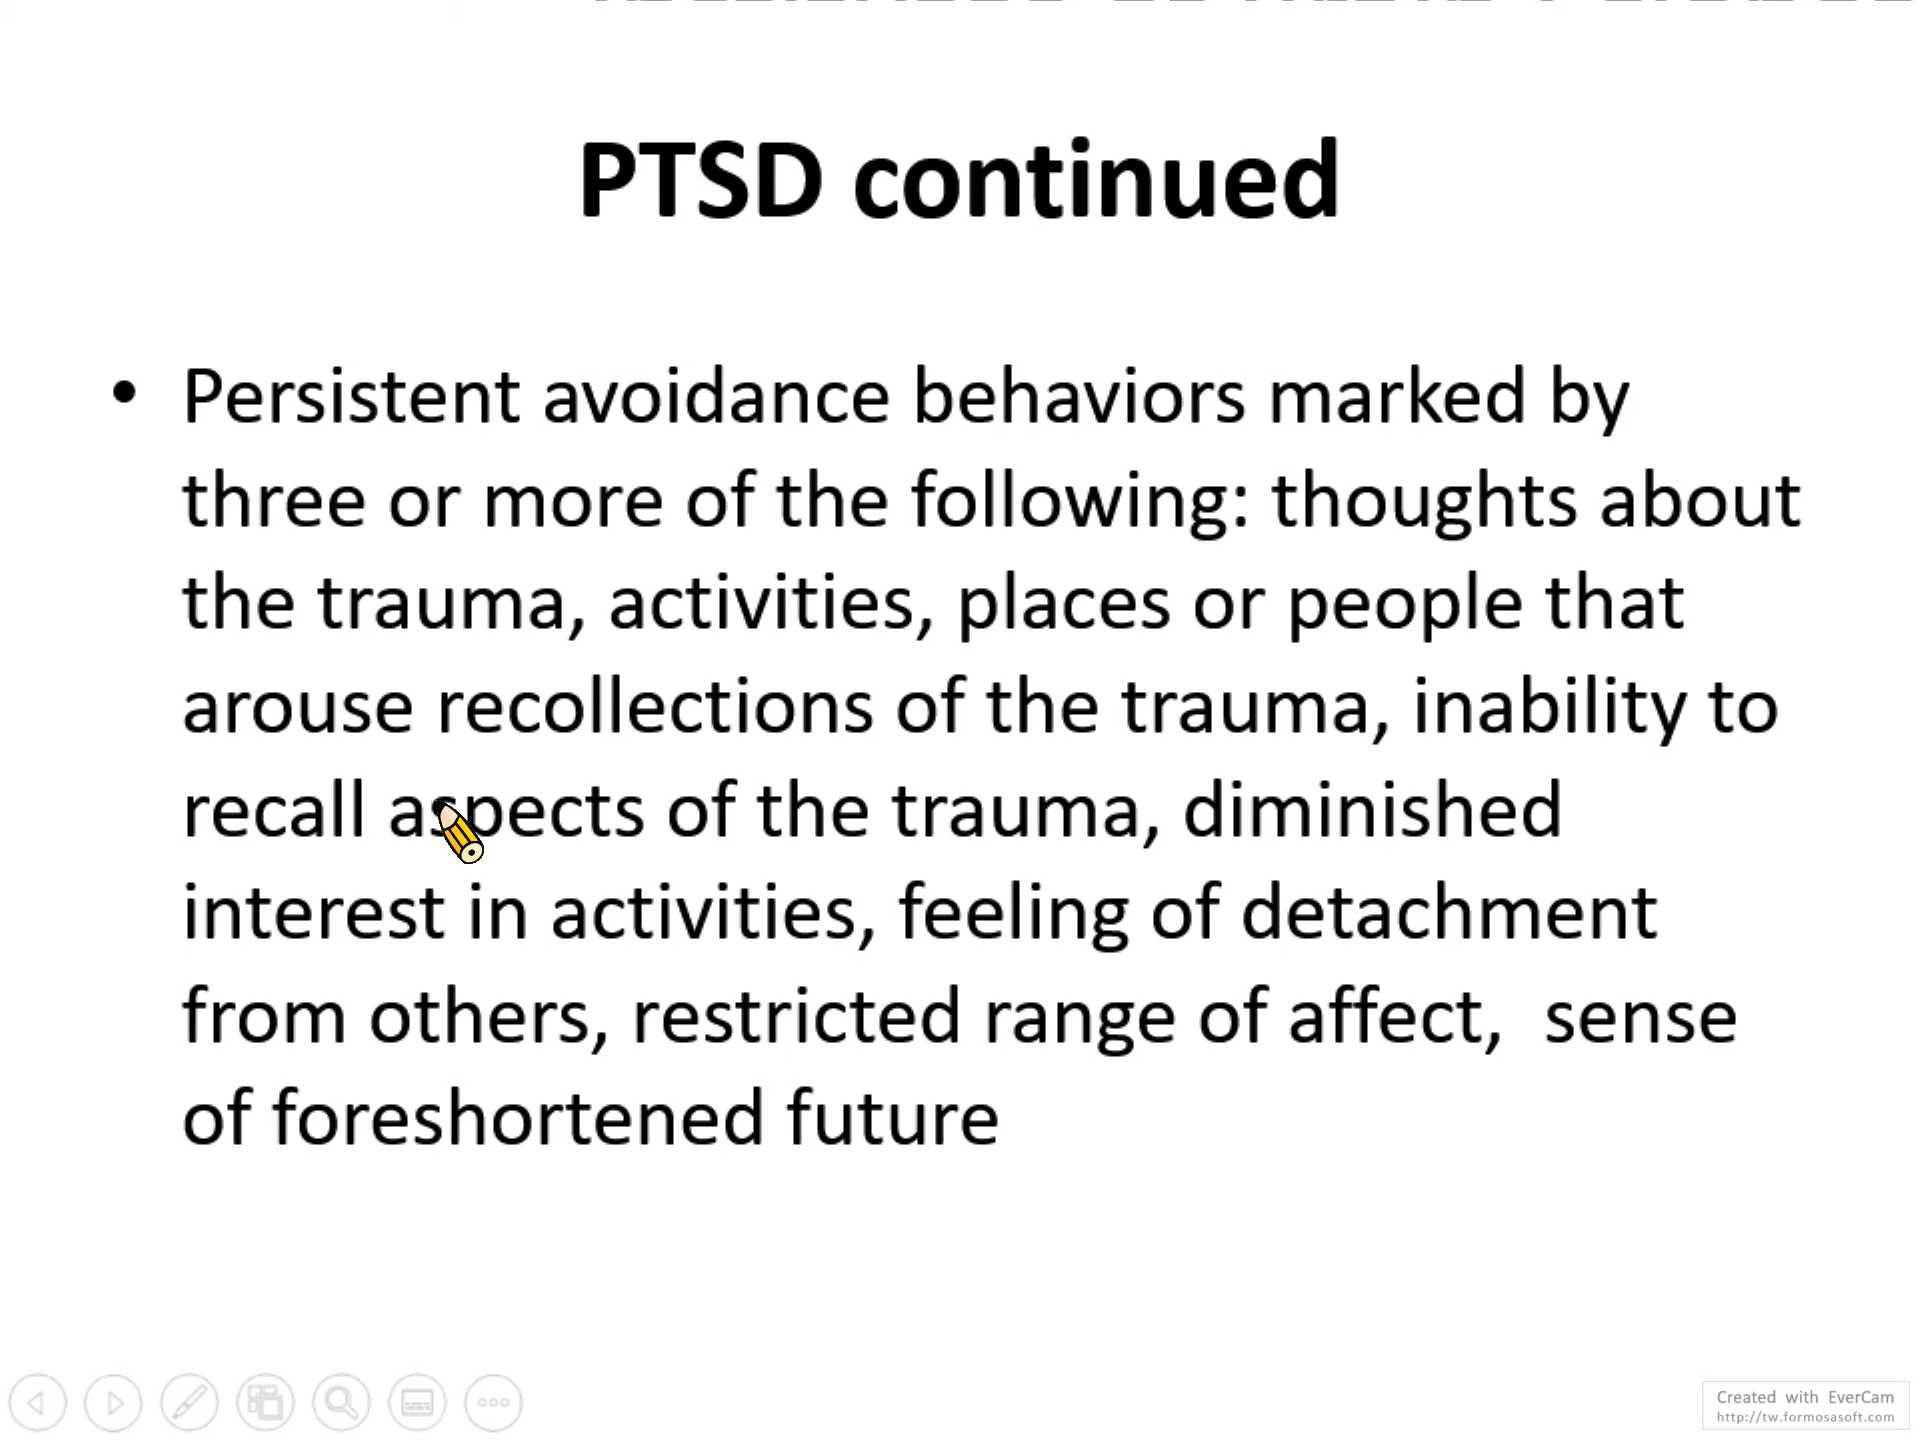 PTSD continued
• Persistent avoidance behaviors marked by
three or more of the following: thoughts about
the trauma, activities, places or people that
arouse recollections of the trauma, inability to
recall aspects of the trauma, diminished
interest in activities, feeling of detachment
from others, restricted range of affect,  sense
of foreshortened future
Created with EverCam
http://tw.formosasoft.com